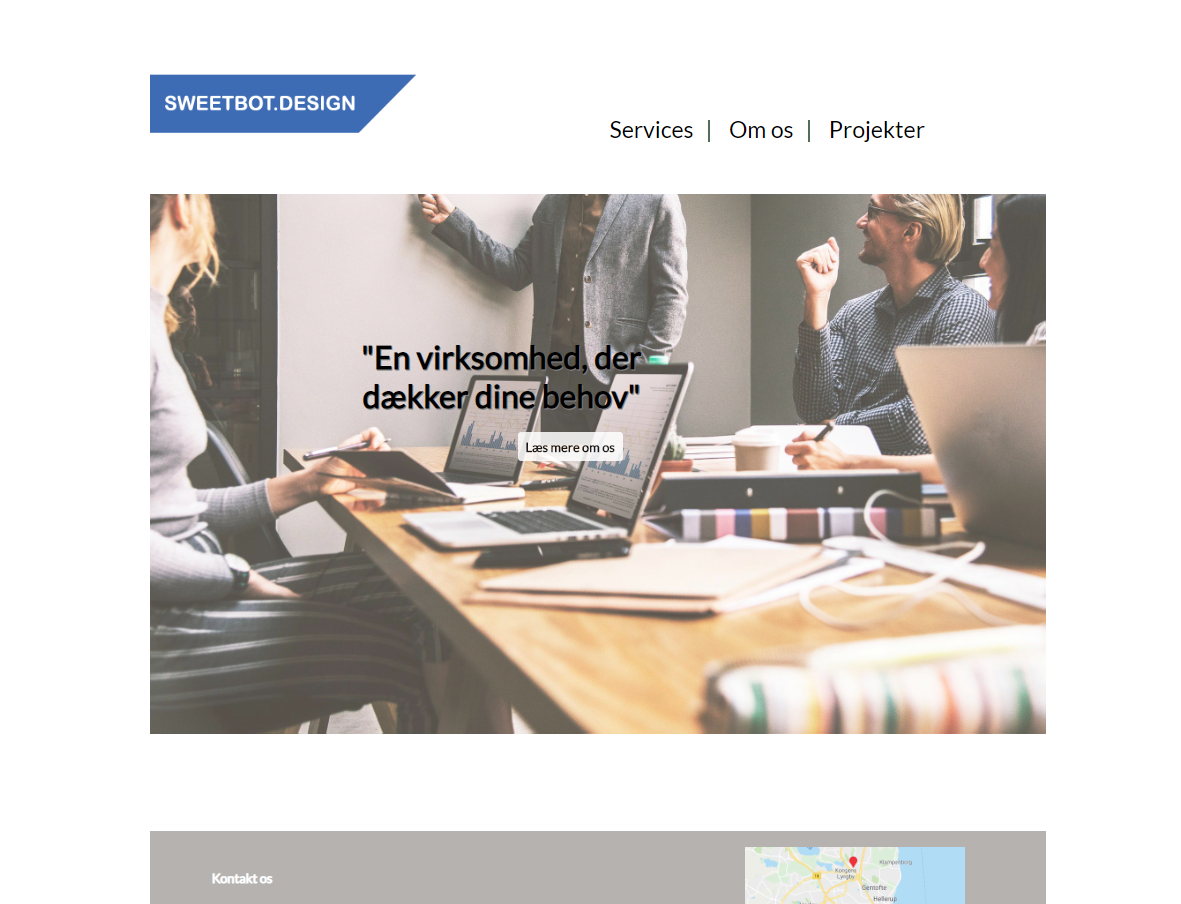 SWEETBOT.DESIGN
Services | Om os | Projekter
"En virksomhed, der
dækker dine behov"
Læs mere om os
Kontakt os
Klampenborg
Kongens
Lyngby
Gentofte
Hellerup